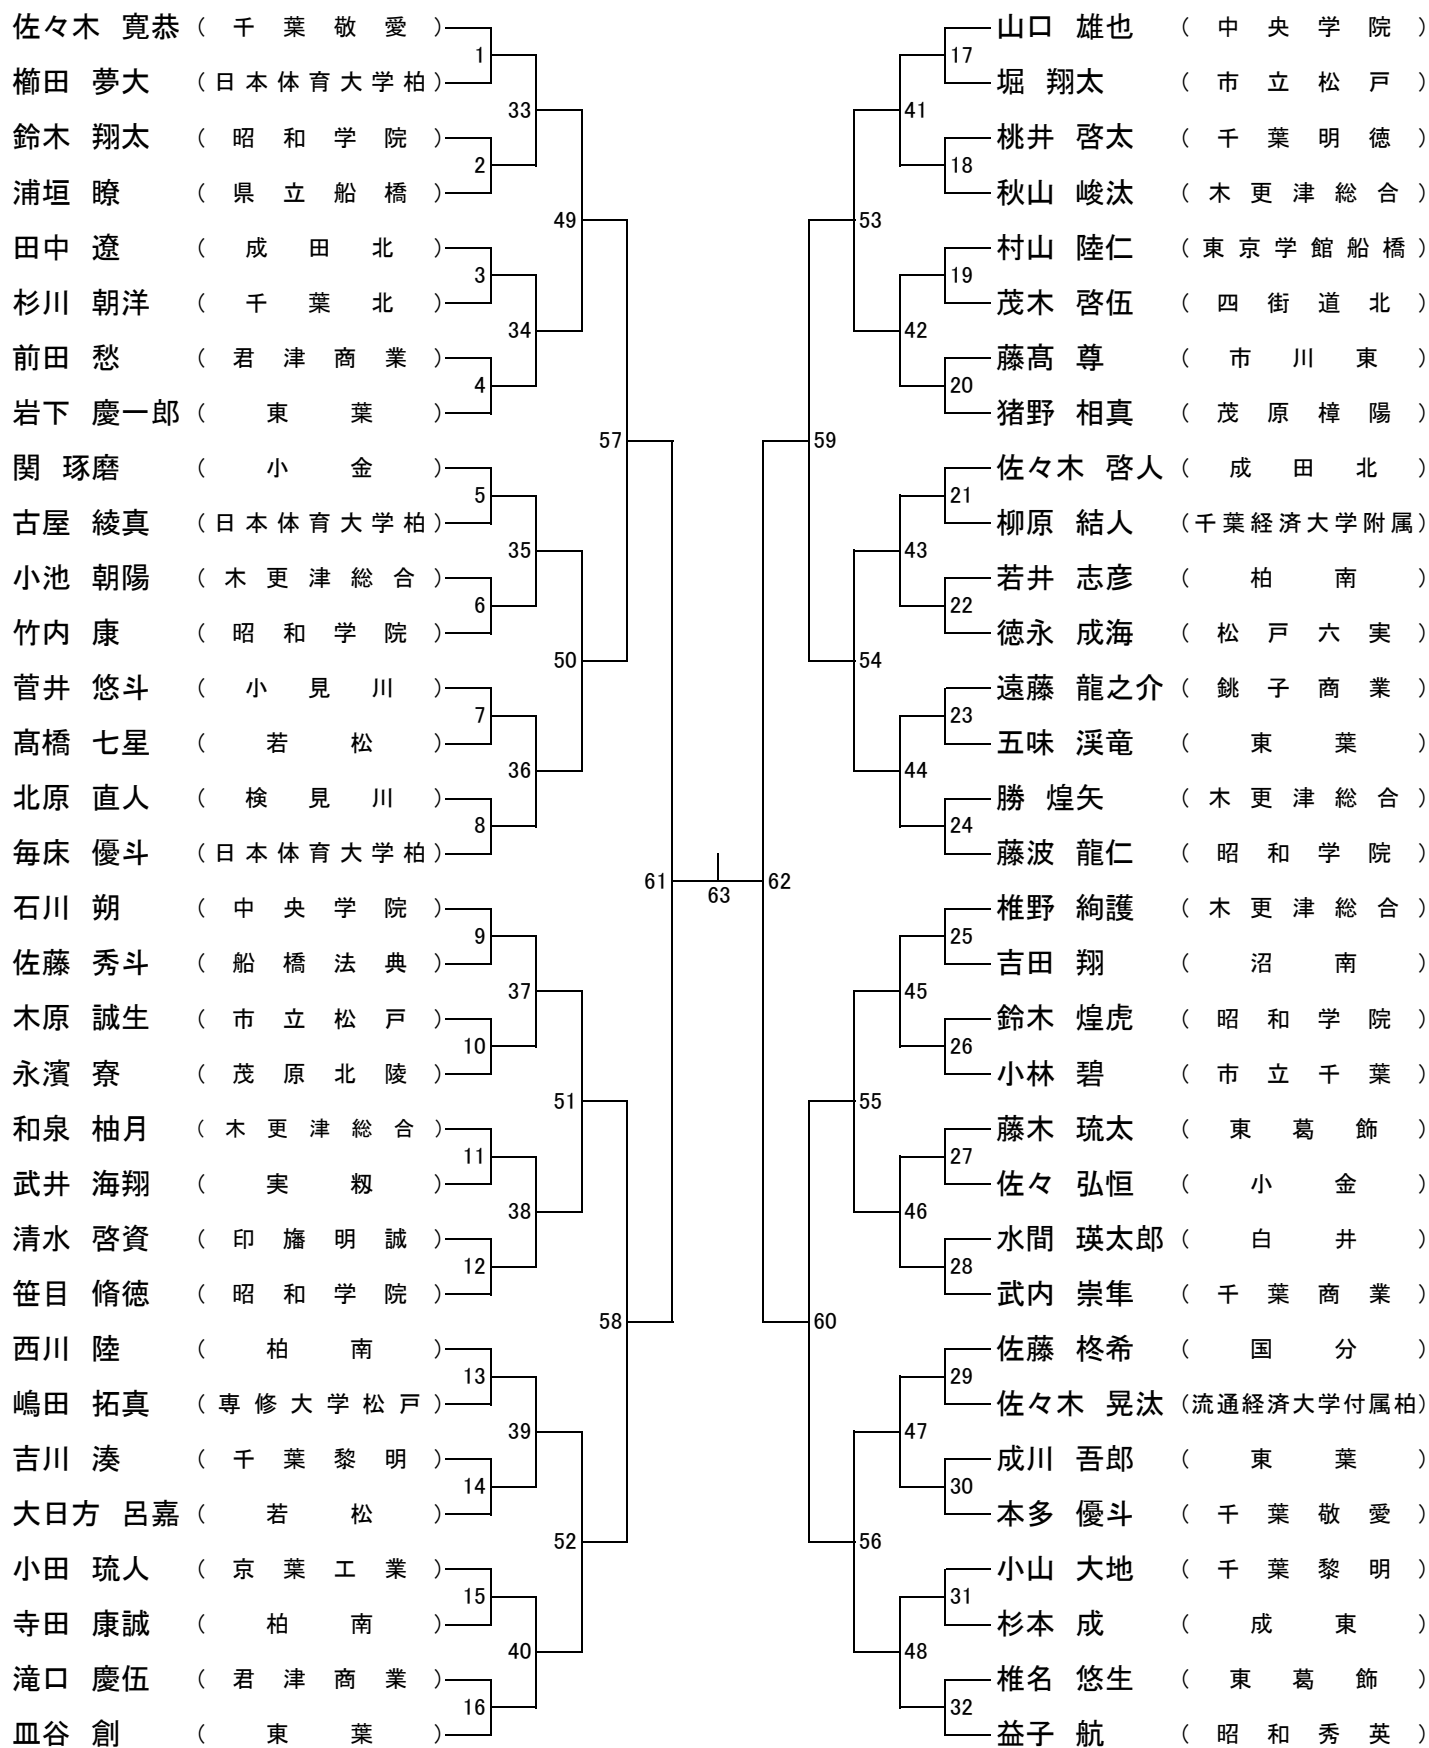 佐々木 寛恭 ( 千 葉 敬 愛 )
1
櫛田 夢大 ( 日 本 体 育 大 学 柏 )
33
鈴木 翔太 ( 昭 和 学 院 )
2
浦垣 瞭 ( 県 立 船 橋 )
49
田中 遼 ( 成 田 北 )
3
杉川 朝洋 ( 千 葉 北 )
34
前田 愁 ( 君 津 商 業 )
4
岩下 慶一郎 ( 東 葉 )
57
関 琢磨 ( 小 金 )
5
古屋 綾真 ( 日 本 体 育 大 学 柏 )
35
小池 朝陽 ( 木 更 津 総 合 )
6
竹内 康 ( 昭 和 学 院 )
50
菅井 悠斗 ( 小 見 川 )
7
髙橋 七星 ( 若 松 )
36
北原 直人 ( 検 見 川 )
8
毎床 優斗 ( 日 本 体 育 大 学 柏 )
61
石川 朔 ( 中 央 学 院 )
9
佐藤 秀斗 ( 船 橋 法 典 )
37
木原 誠生 ( 市 立 松 戸 )
10
永濱 寮 ( 茂 原 北 陵 )
51
和泉 柚月 ( 木 更 津 総 合 )
11
武井 海翔 ( 実 籾 )
38
清水 啓資 ( 印 旛 明 誠 )
12
笹目 脩徳 ( 昭 和 学 院 )
58
西川 陸 ( 柏 南 )
13
嶋田 拓真 ( 専 修 大 学 松 戸 )
39
吉川 湊 ( 千 葉 黎 明 )
14
大日方 呂嘉 ( 若 松 )
52
小田 琉人 ( 京 葉 工 業 )
15
寺田 康誠 ( 柏 南 )
40
滝口 慶伍 ( 君 津 商 業 )
16
皿谷 創 ( 東 葉 )
63
山口 雄也 ( 中 央 学 院 )
17
堀 翔太 ( 市 立 松 戸 )
41
桃井 啓太 ( 千 葉 明 徳 )
18
秋山 峻汰 ( 木 更 津 総 合 )
53
村山 陸仁 ( 東 京 学 館 船 橋 )
19
茂木 啓伍 ( 四 街 道 北 )
42
藤髙 尊 ( 市 川 東 )
20
猪野 相真 ( 茂 原 樟 陽 )
59
佐々木 啓人 ( 成 田 北 )
21
柳原 結人 ( 千 葉 経 済 大 学 附 属 )
43
若井 志彦 ( 柏 南 )
22
徳永 成海 ( 松 戸 六 実 )
54
遠藤 龍之介 ( 銚 子 商 業 )
23
五味 渓竜 ( 東 葉 )
44
勝 煌矢 ( 木 更 津 総 合 )
24
藤波 龍仁 ( 昭 和 学 院 )
62
椎野 絢護 ( 木 更 津 総 合 )
25
吉田 翔 ( 沼 南 )
45
鈴木 煌虎 ( 昭 和 学 院 )
26
小林 碧 ( 市 立 千 葉 )
55
藤木 琉太 ( 東 葛 飾 )
27
佐々 弘恒 ( 小 金 )
46
水間 瑛太郎 ( 白 井 )
28
武内 崇隼 ( 千 葉 商 業 )
60
佐藤 柊希 ( 国 分 )
29
佐々木 晃汰 ( 流 通 経 済 大 学 付 属 柏 )
47
成川 吾郎 ( 東 葉 )
30
本多 優斗 ( 千 葉 敬 愛 )
56
小山 大地 ( 千 葉 黎 明 )
31
杉本 成 ( 成 東 )
48
椎名 悠生 ( 東 葛 飾 )
32
益子 航 ( 昭 和 秀 英 )